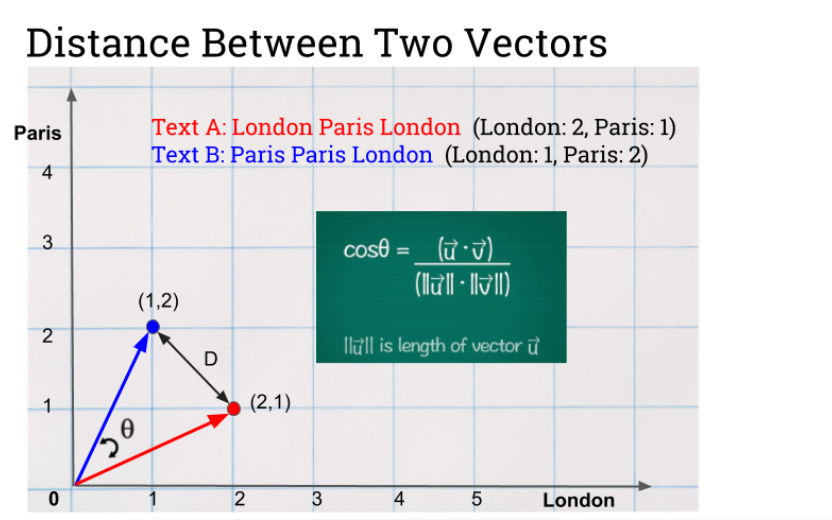 Distance Between Two Vectors
Paris
Text A: London Paris London (London: 2, Paris: 1)
Text B: Paris Paris London (London: 1, Paris: 2)
4
3
cosθ = (u⃗ · v⃗)
(||u⃗|| · ||v⃗||)
(1,2)
2
D
||u⃗|| is length of vector u⃗
1
(2,1)
θ
0 1 2 3 4 5 London